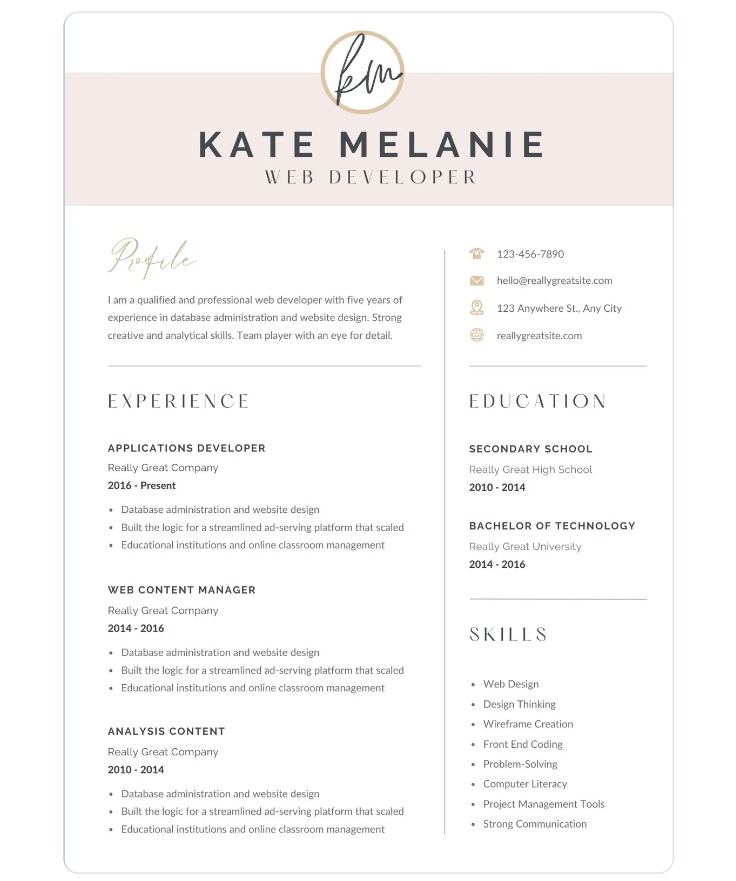 km
KATE MELANIE
WEB DEVELOPER
Profile
I am a qualified and professional web developer with five years of
experience in database administration and website design. Strong
creative and analytical skills. Team player with an eye for detail.
EXPERIENCE
APPLICATIONS DEVELOPER
Really Great Company
2016 - Present
• Database administration and website design
• Built the logic for a streamlined ad-serving platform that scaled
• Educational institutions and online classroom management
WEB CONTENT MANAGER
Really Great Company
2014 - 2016
• Database administration and website design
• Built the logic for a streamlined ad-serving platform that scaled
• Educational institutions and online classroom management
ANALYSIS CONTENT
Really Great Company
2010 - 2014
• Database administration and website design
• Built the logic for a streamlined ad-serving platform that scaled
• Educational institutions and online classroom management
123-456-7890
hello@reallygreatsite.com
123 Anywhere St., Any City
reallygreatsite.com
EDUCATION
SECONDARY SCHOOL
Really Great High School
2010 - 2014
BACHELOR OF TECHNOLOGY
Really Great University
2014 - 2016
SKILLS
• Web Design
• Design Thinking
• Wireframe Creation
• Front End Coding
• Problem-Solving
• Computer Literacy
• Project Management Tools
• Strong Communication